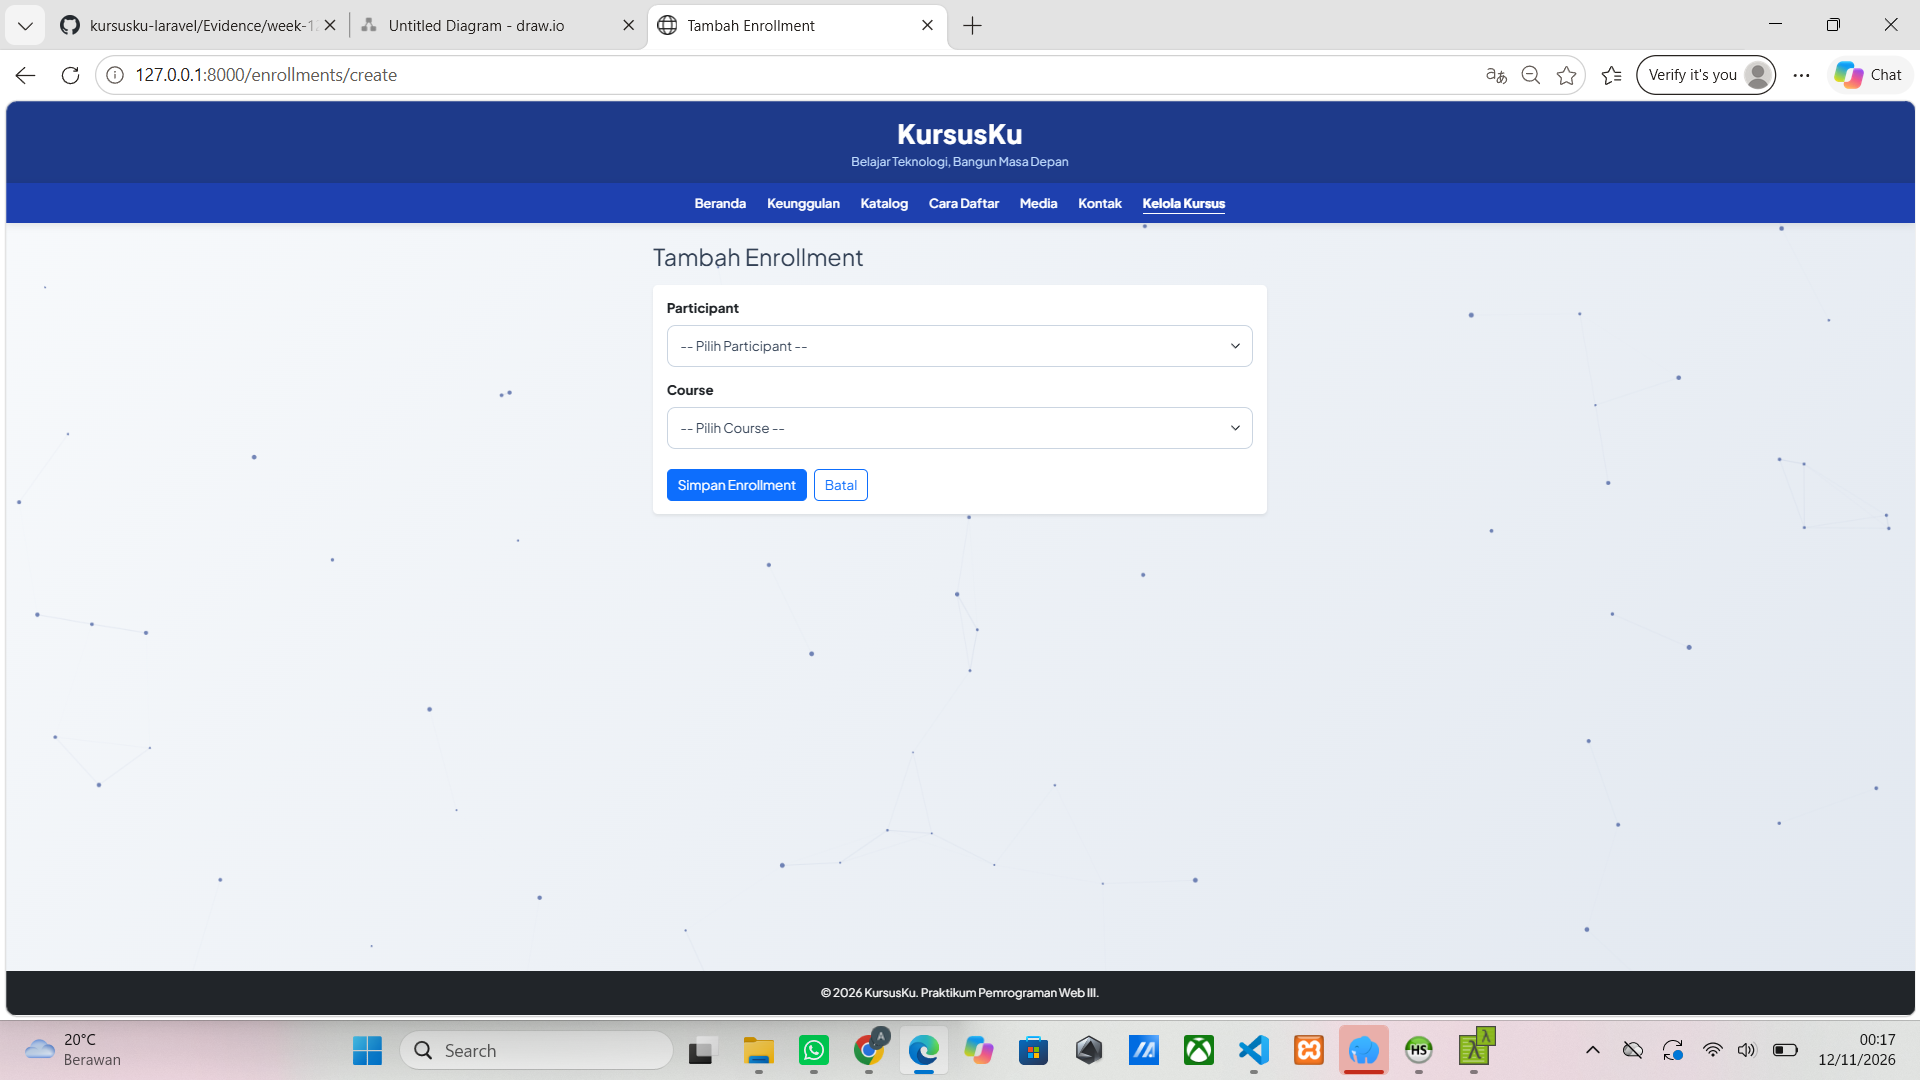 kursusku-laravel/Evidence/week-1
Untitled Diagram - draw.io
Tambah Enrollment
127.0.0.1:8000/enrollments/create
Verify it's you
Chat
KursusKu
Belajar Teknologi, Bangun Masa Depan
Beranda Keunggulan Katalog Cara Daftar Media Kontak Kelola Kursus
Tambah Enrollment
Participant
-- Pilih Participant --
Course
-- Pilih Course --
Simpan Enrollment Batal
© 2026 KursusKu. Praktikum Pemrograman Web III.
20°C
Berawan
Search
A
HS
00:17
12/11/2026